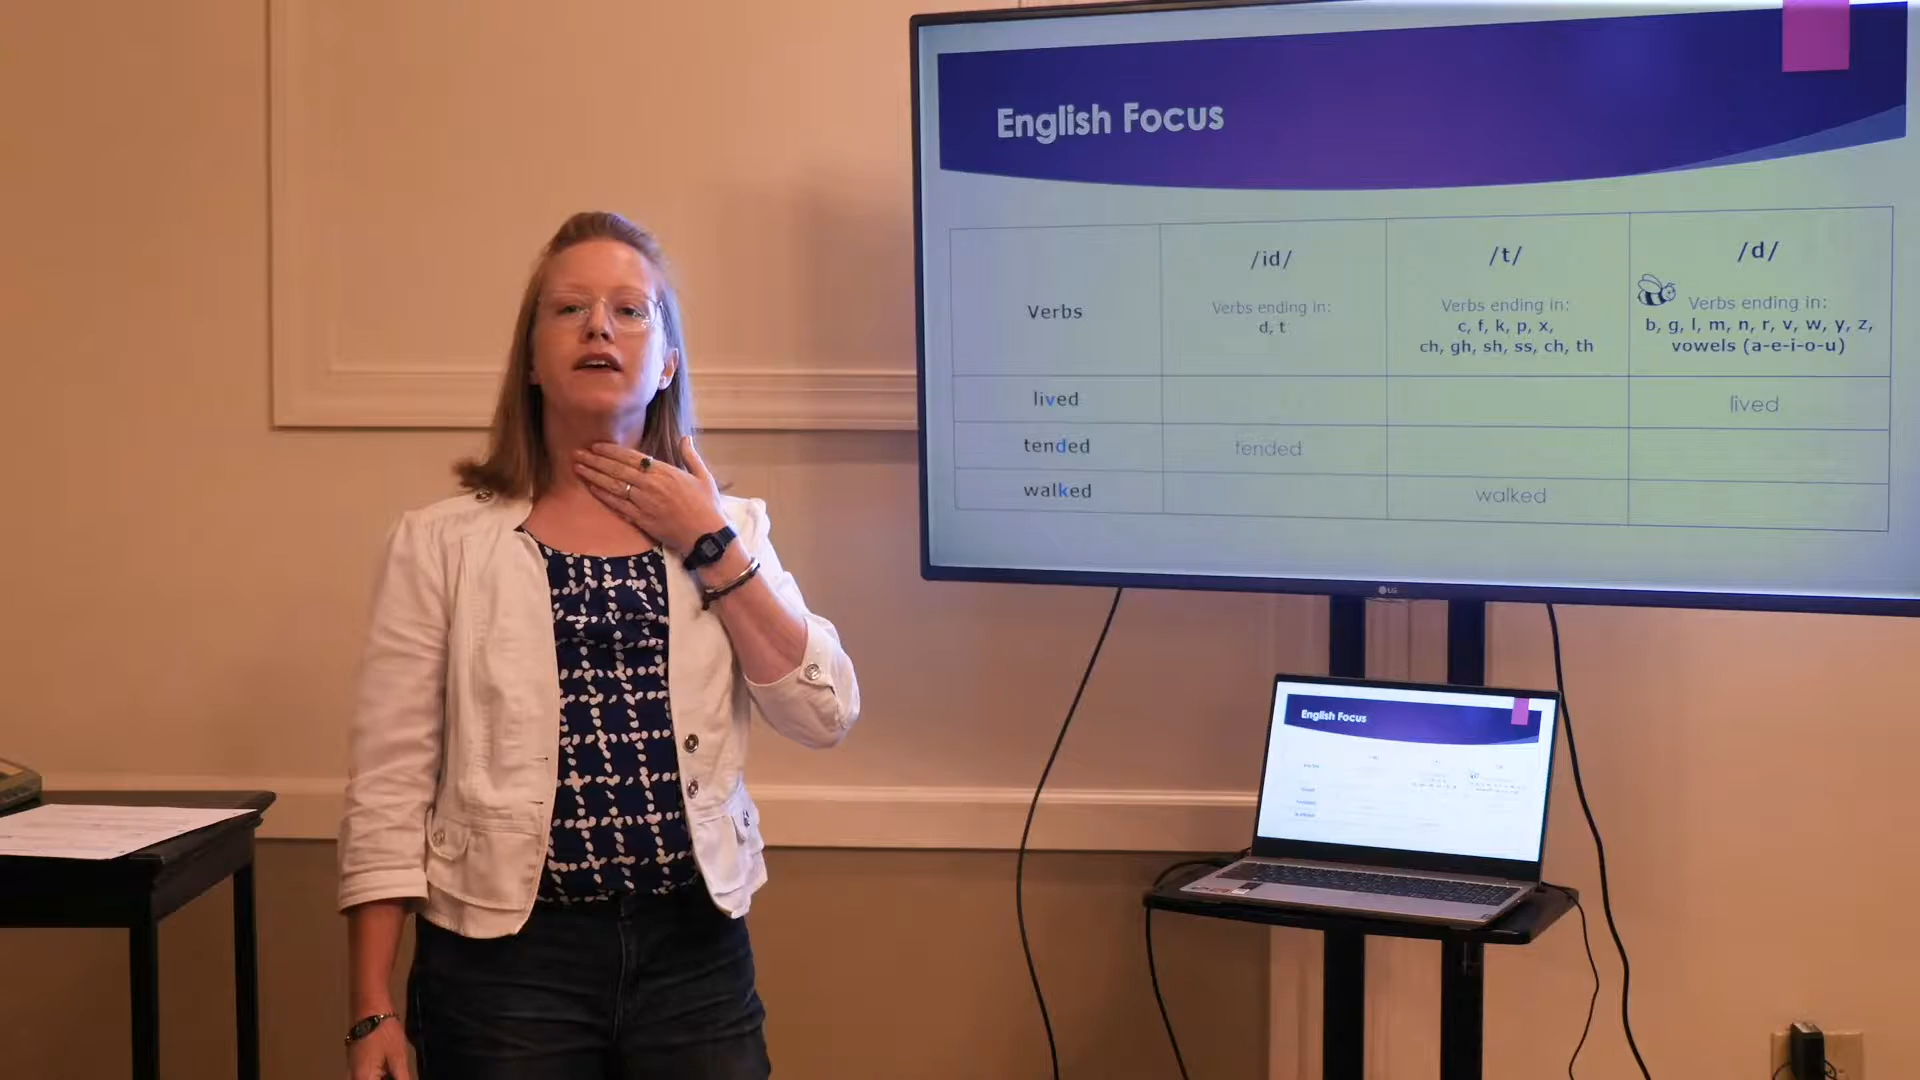 English Focus
Verbs
/id/
Verbs ending in:
d, t
/t/
Verbs ending in:
c, f, k, p, x,
ch, gh, sh, ss, ch, th
/d/
Verbs ending in:
b, g, l, m, n, r, v, w, y, z,
vowels (a-e-i-o-u)
lived
lived
tended
tended
walked
walked
LG
English Focus